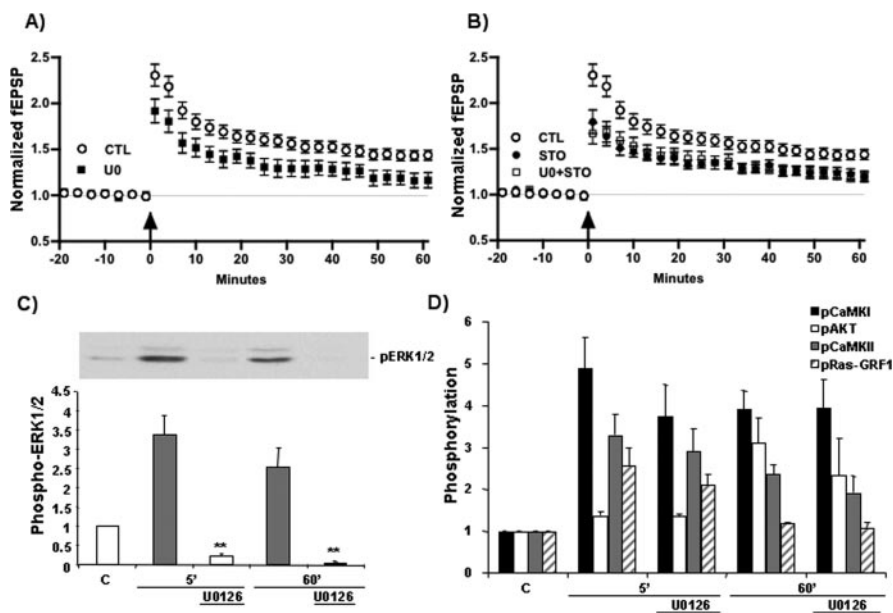 A)
Normalized fEPSP
2.5
2.0
1.5
1.0
0.5
CTL
U0
-20 -10 0 10 20 30 40 50 60
Minutes
B)
Normalized fEPSP
2.5
2.0
1.5
1.0
0.5
CTL
STO
U0+STO
-20 -10 0 10 20 30 40 50 60
Minutes
C)
- pERK1/2
Phospho-ERK1/2
4.5
4
3.5
3
2.5
2
1.5
1
0.5
0
** **
C 5' 60'
U0126 U0126
D)
pCaMKI
pAKT
pCaMKII
pRas-GRF1
Phosphorylation
6
5
4
3
2
1
0
C 5' 60'
U0126 U0126